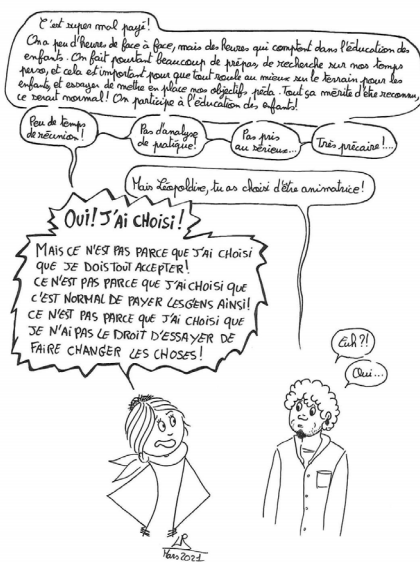 C'est super mal payé!
On a peu d'heures de face à face, mais des heures qui comptent dans l'éducation des
enfants. On fait pourtant beaucoup de prépas, de recherche sur nos temps
perso, et cela est important pour que tout roule au mieux sur le terrain pour les
enfants, et essayer de mettre en place nos objectifs péda. Tout ça mérite d'être reconnu,
ce serait normal! On participe à l'éducation des enfants!
Peu de temps
de réunion!
Pas d'analyse
de pratique!
Pas pris
au sérieux...
Très précaire!...
Mais Léopoldine, tu as choisi d'être animatrice!
OUI! J'AI CHOISI!
MAIS CE N'EST PAS PARCE QUE J'AI CHOISI
QUE JE DOIS TOUT ACCEPTER!
CE N'EST PAS PARCE QUE J'AI CHOISI QUE
C'EST NORMAL DE PAYER LES GENS AINSI!
CE N'EST PAS PARCE QUE J'AI CHOISI QUE
JE N'AI PAS LE DROIT D'ESSAYER DE
FAIRE CHANGER LES CHOSES!
Euh?!
Oui...
LR
Mars 2021